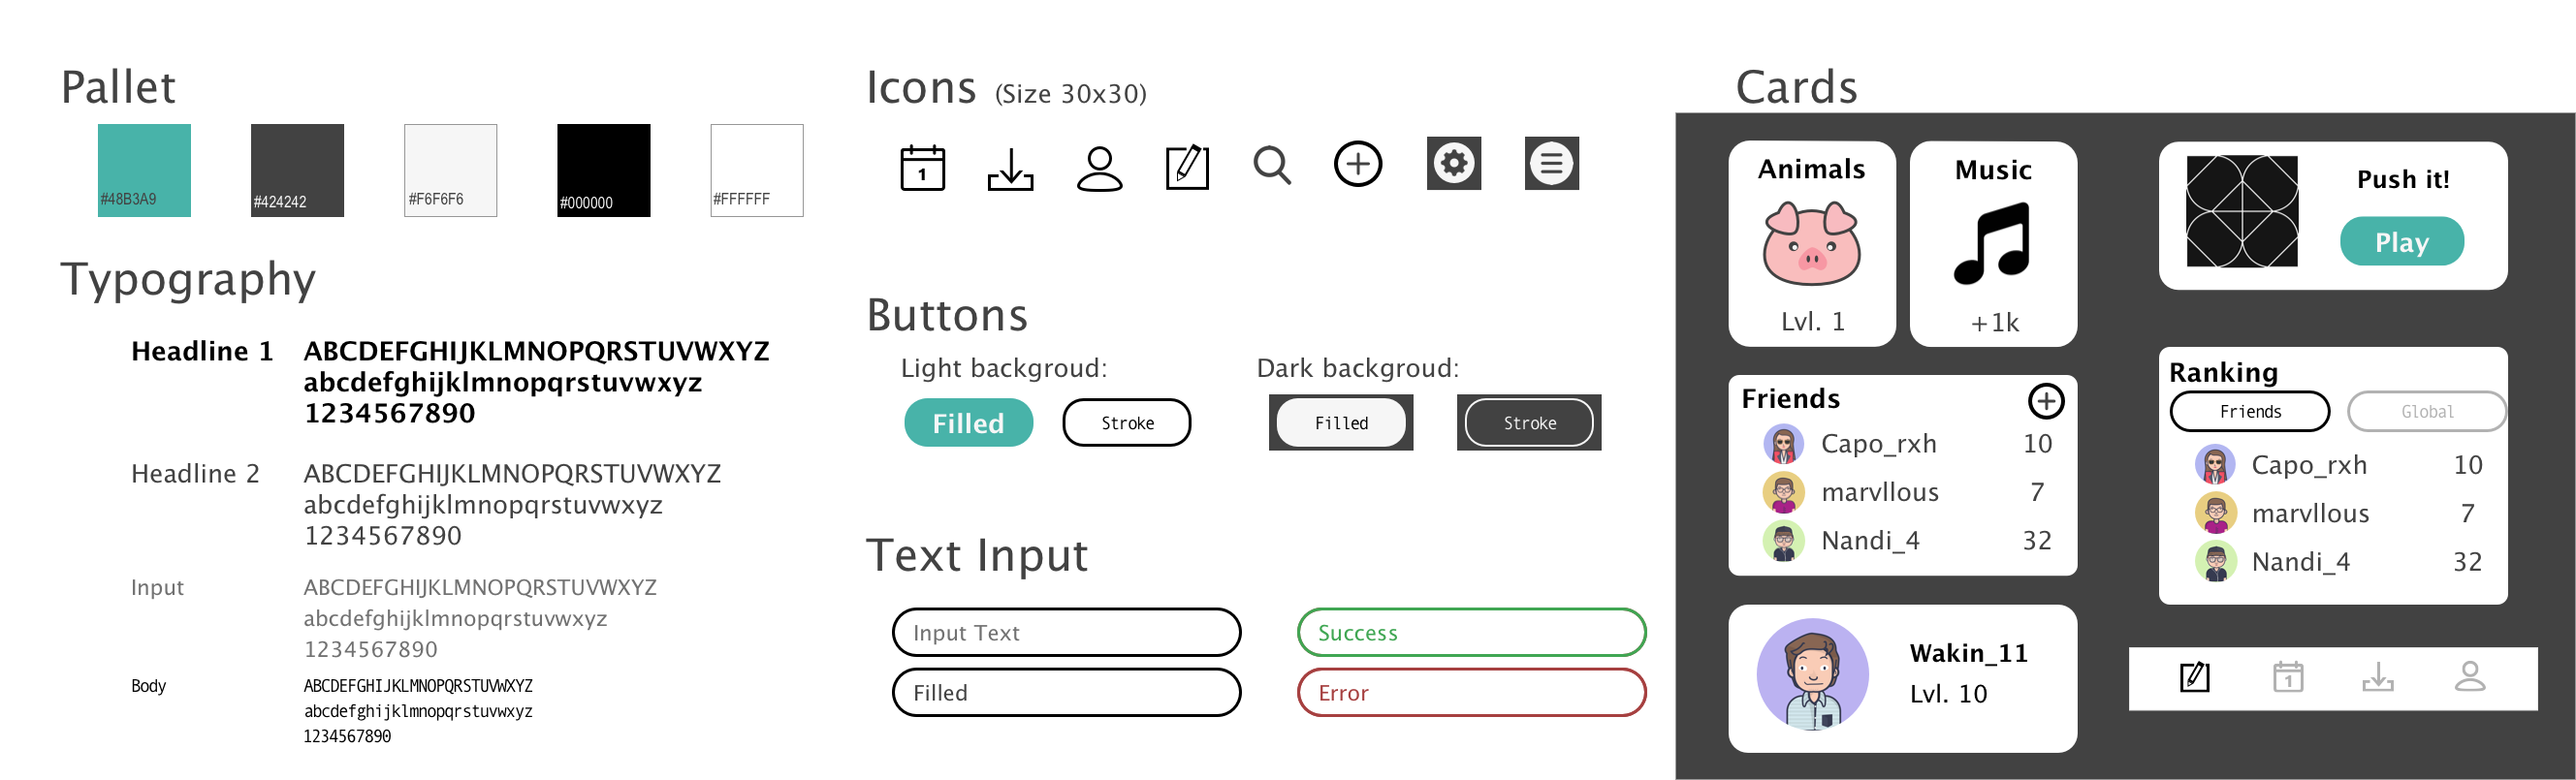 Pallet
#48B3A9
#424242
#F6F6F6
#000000
#FFFFFF
Typography
Headline 1
ABCDEFGHIJKLMNOPQRSTUVWXYZ
abcdefghijklmnopqrstuvwxyz
1234567890
Headline 2
ABCDEFGHIJKLMNOPQRSTUVWXYZ
abcdefghijklmnopqrstuvwxyz
1234567890
Input
ABCDEFGHIJKLMNOPQRSTUVWXYZ
abcdefghijklmnopqrstuvwxyz
1234567890
Body
ABCDEFGHIJKLMNOPQRSTUVWXYZ
abcdefghijklmnopqrstuvwxyz
1234567890
Icons (Size 30x30)
1
Buttons
Light backgroud:
Filled
Stroke
Dark backgroud:
Filled
Stroke
Text Input
Input Text
Filled
Success
Error
Cards
Animals
Lvl. 1
Music
+1k
Friends
Capo_rxh 10
marvllous 7
Nandi_4 32
Wakin_11
Lvl. 10
Push it!
Play
Ranking
Friends
Global
Capo_rxh 10
marvllous 7
Nandi_4 32
1